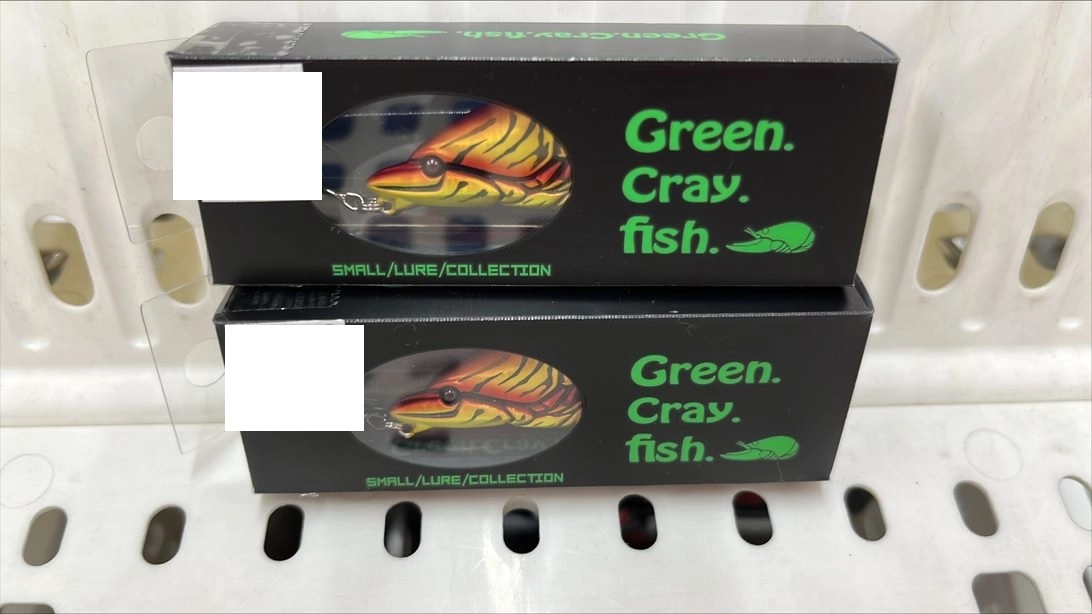 Green.Cray.fish.
Green.
Cray.
fish.
SMALL/LURE/COLLECTION
Green.
Cray.
fish.
SMALL/LURE/COLLECTION